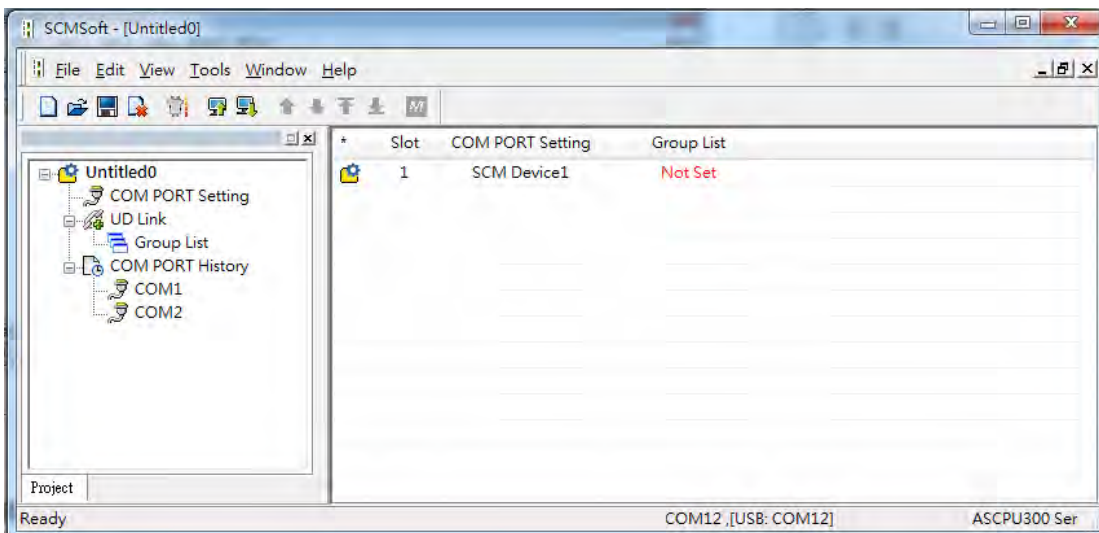 SCMSoft - [Untitled0]
File Edit View Tools Window Help
M
* Slot COM PORT Setting Group List
1 SCM Device1 Not Set
Untitled0
COM PORT Setting
UD Link
Group List
COM PORT History
COM1
COM2
Project
Ready COM12 ,[USB: COM12] ASCPU300 Ser